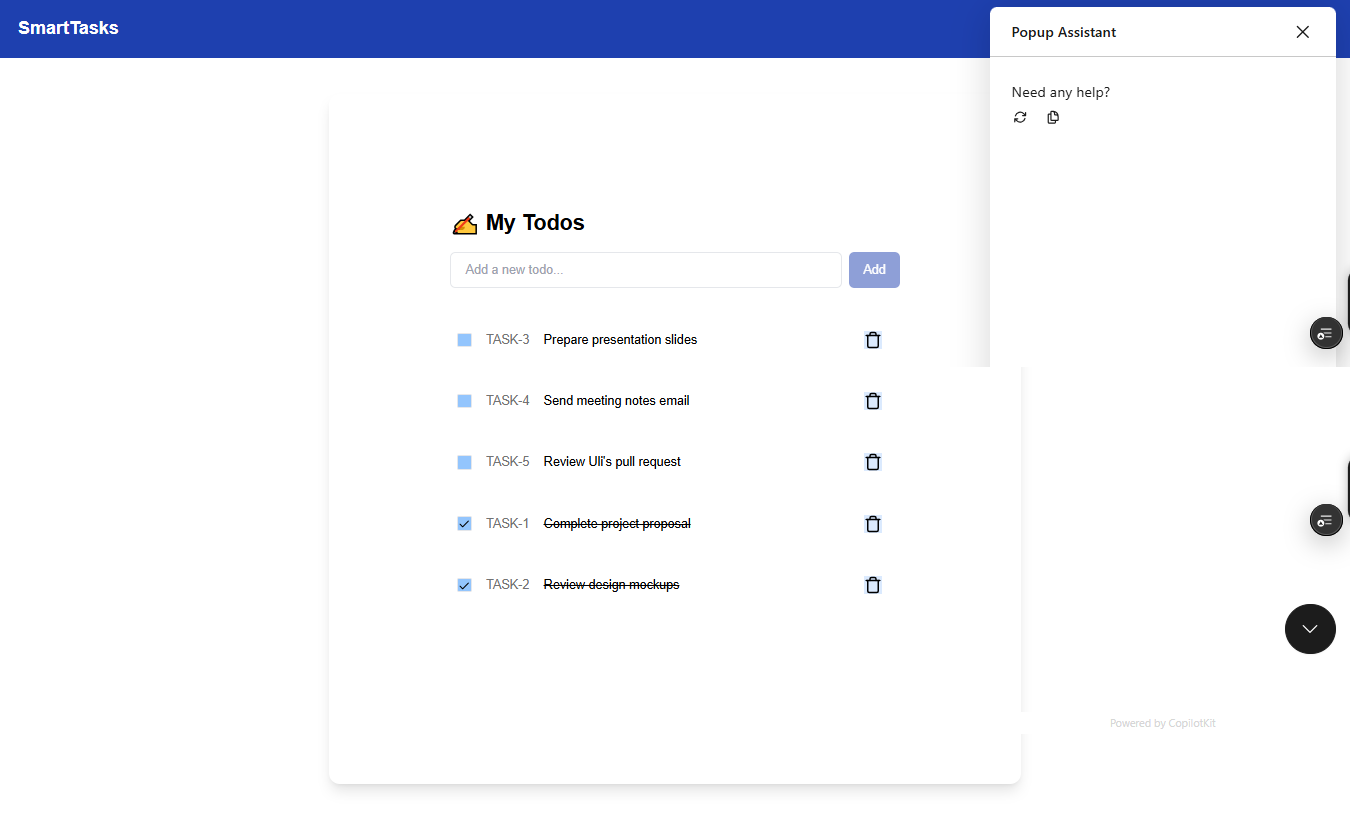 SmartTasks
Popup Assistant
Need any help?
My Todos
Add a new todo...
Add
TASK-3 Prepare presentation slides
TASK-4 Send meeting notes email
TASK-5 Review Uli's pull request
TASK-1 Complete project proposal
TASK-2 Review design mockups
Powered by CopilotKit